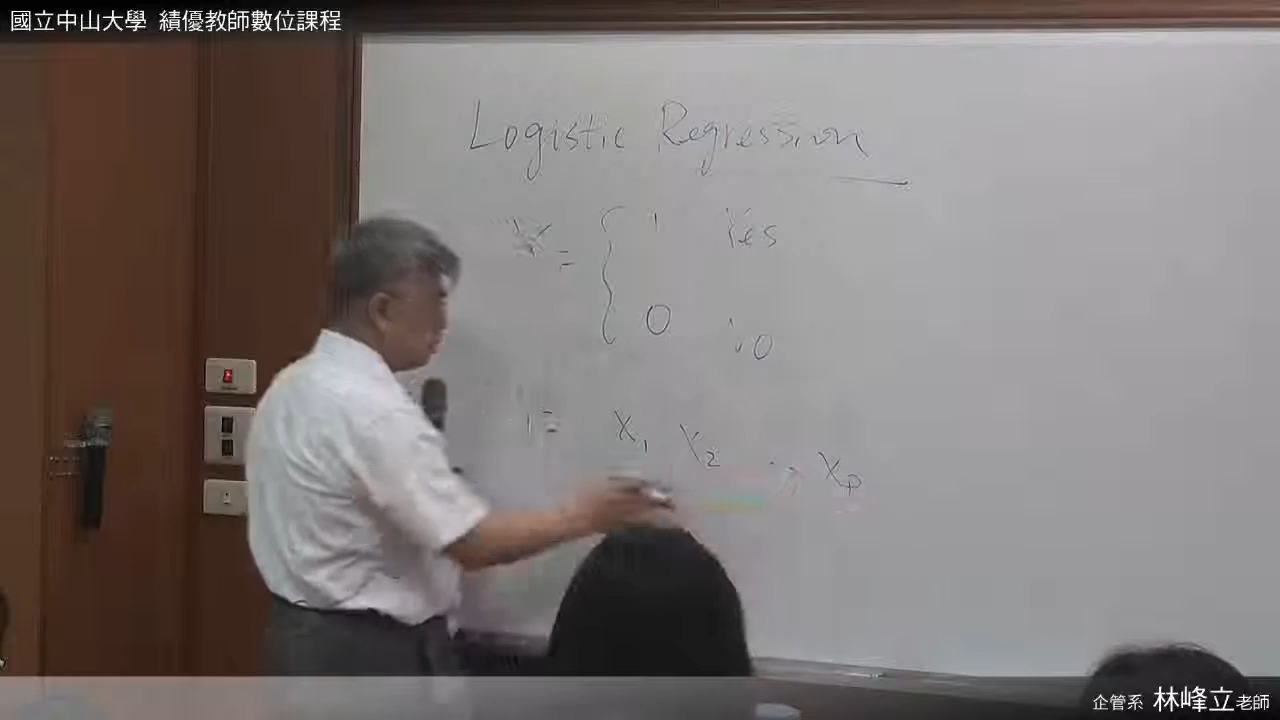 國立中山大學 績優教師數位課程
Logistic Regression
Y = { 1 Yes
0
X₁ X₂ Xp
企管系 林峰立老師